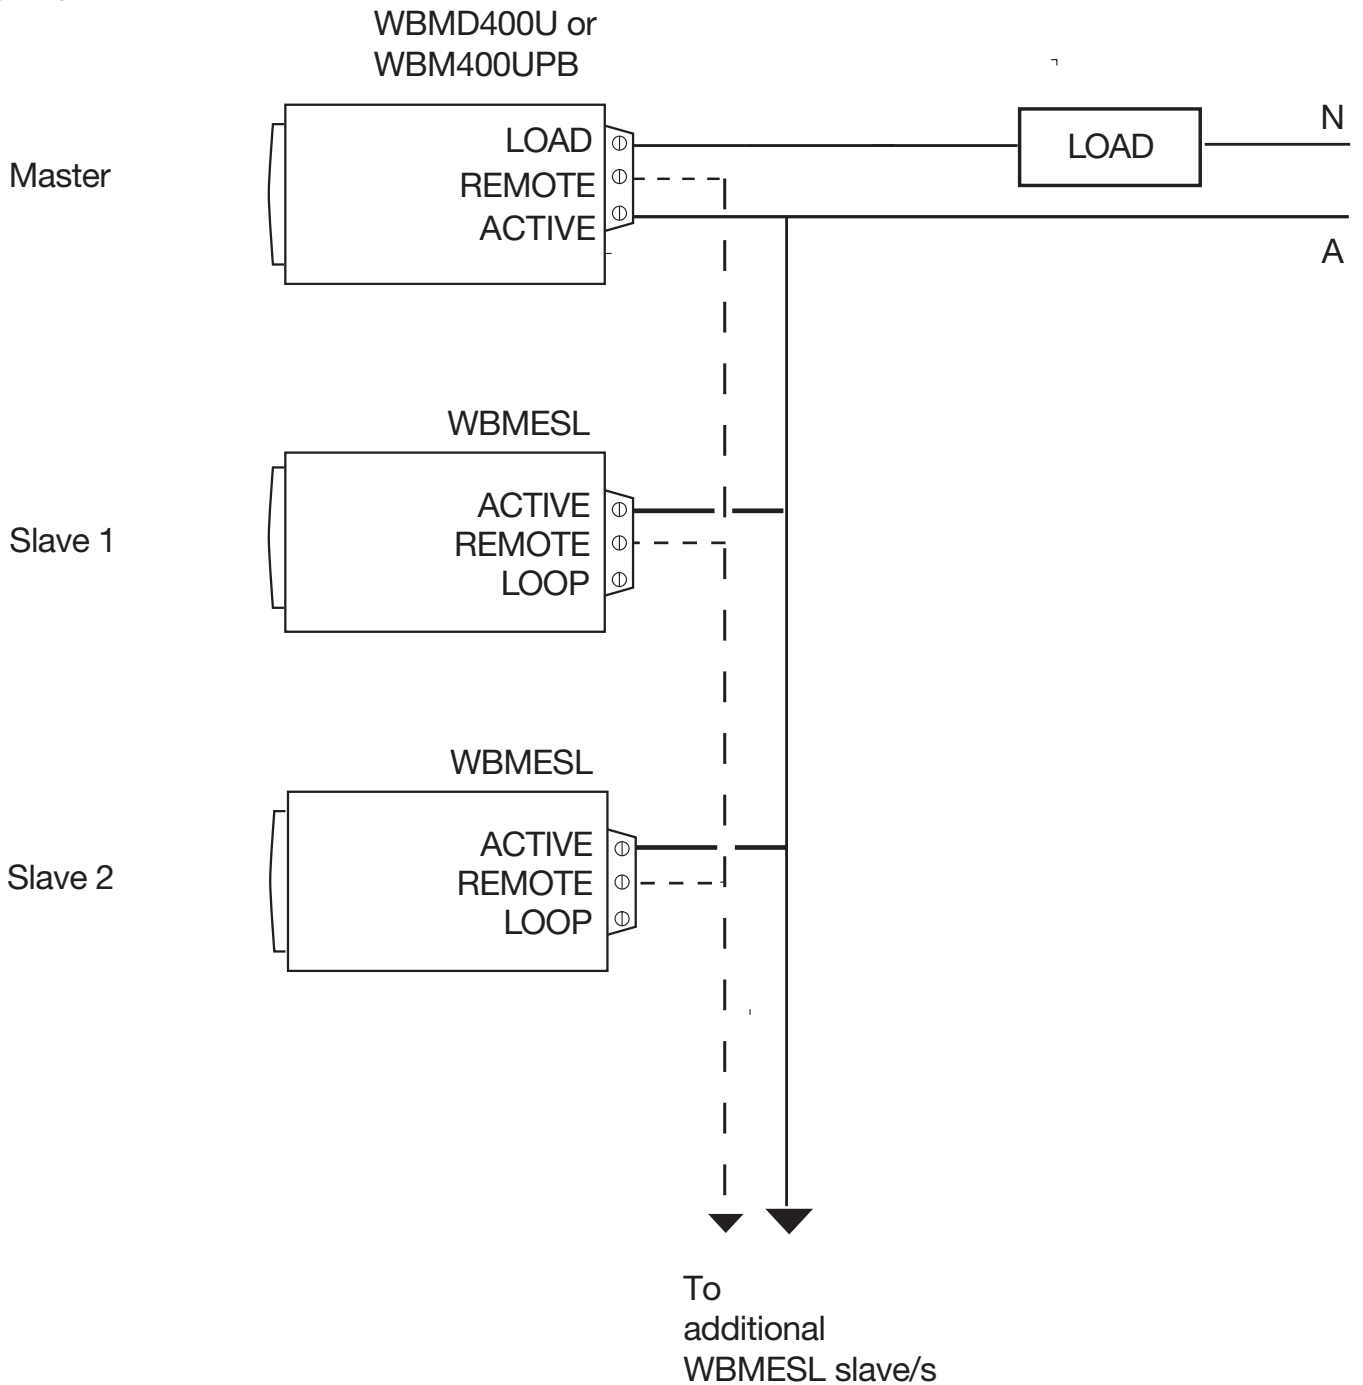 WBMD400U or
WBM400UPB
Master
LOAD
REMOTE
ACTIVE
LOAD
N
A
WBMESL
Slave 1
ACTIVE
REMOTE
LOOP
WBMESL
Slave 2
ACTIVE
REMOTE
LOOP
To
additional
WBMESL slave/s